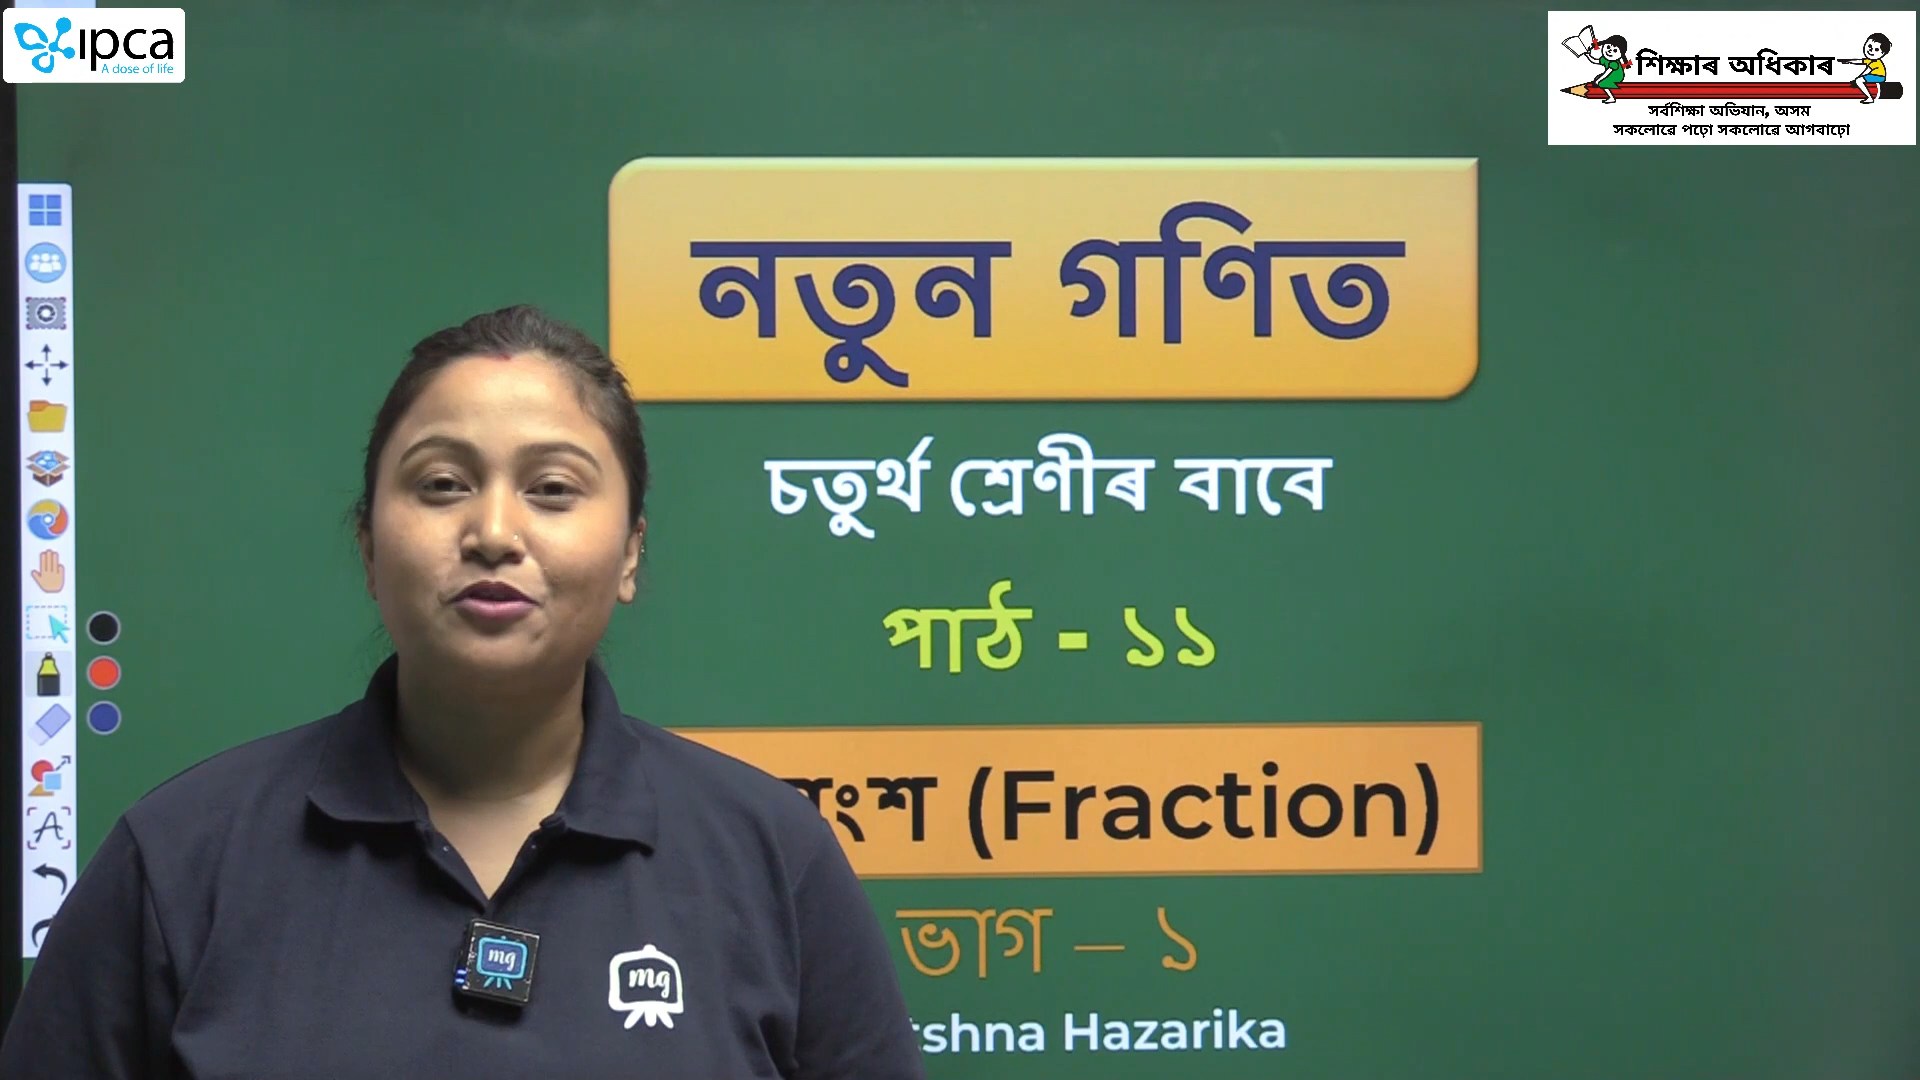 ipca
A dose of life
শিক্ষাৰ অধিকাৰ
সৰ্বশিক্ষা অভিযান, অসম
সকলোৱে পঢ়ো সকলোৱে আগবাঢ়ো
নতুন গণিত
চতুৰ্থ শ্ৰেণীৰ বাবে
পাঠ - ১১
(Fraction)
ভাগ – ১
Hazarika
mg
mg